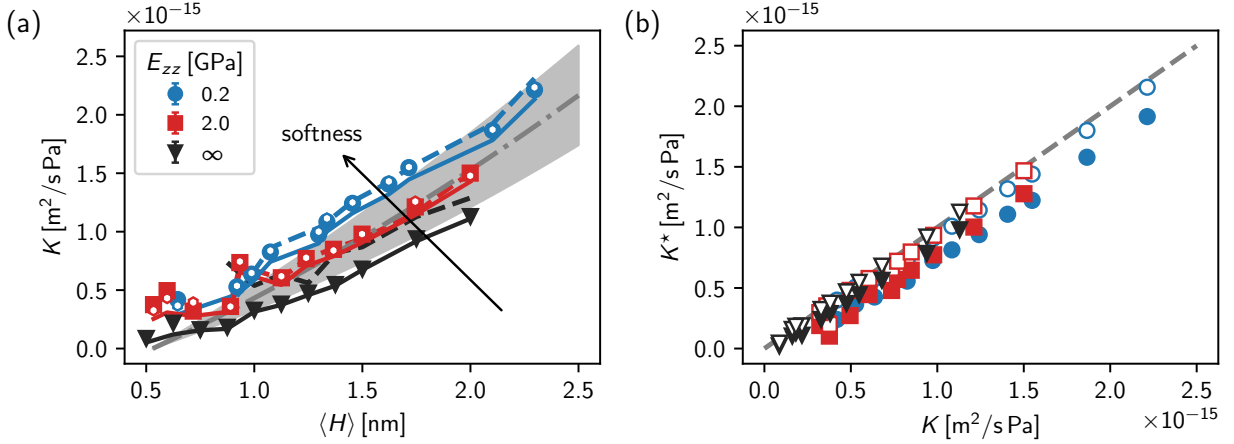 (a)
×10⁻¹⁵
E_zz [GPa]
0.2
2.0
∞
softness
K [m²/s Pa]
2.5
2.0
1.5
1.0
0.5
0.0
0.5 1.0 1.5 2.0 2.5
⟨H⟩ [nm]
(b)
×10⁻¹⁵
K* [m²/s Pa]
2.5
2.0
1.5
1.0
0.5
0.0
0.0 0.5 1.0 1.5 2.0 2.5
K [m²/s Pa]
×10⁻¹⁵